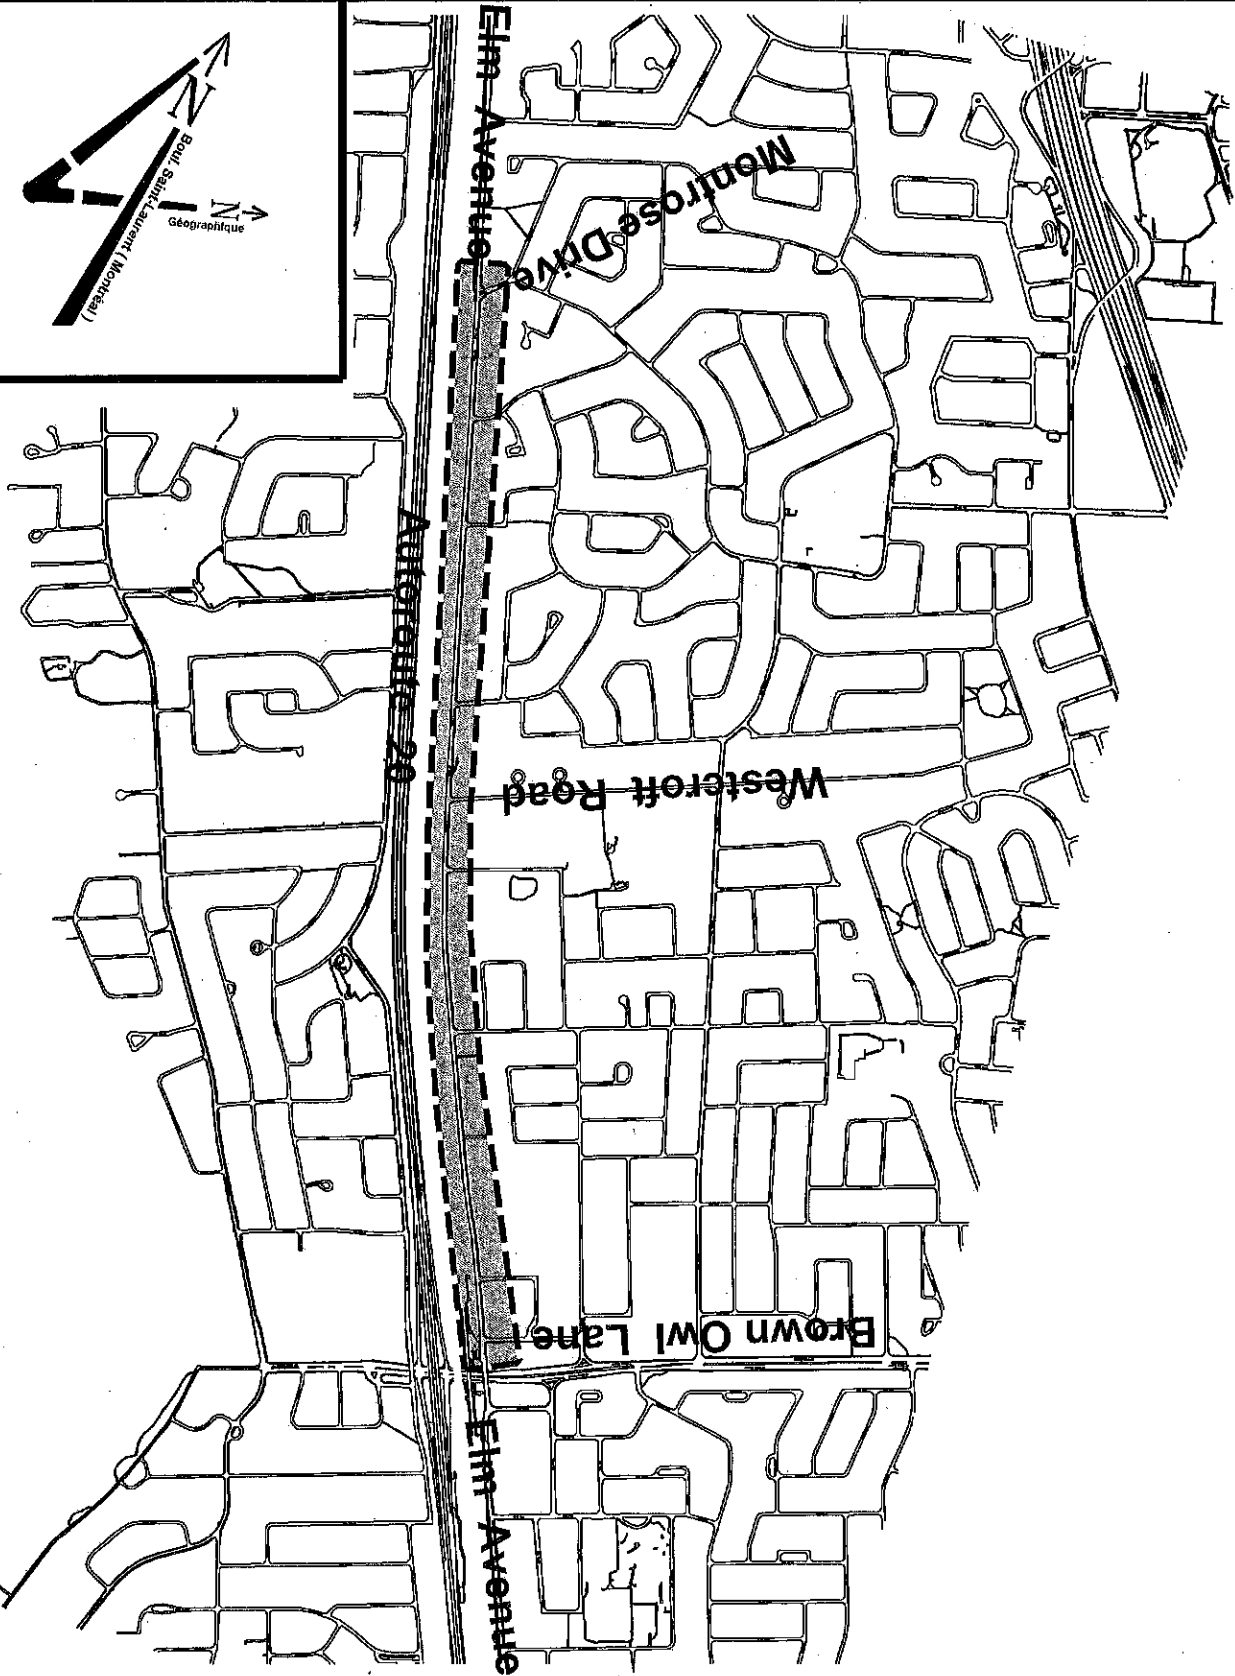 N
Boul. Saint-Laurent ( Montréal )
N
Géographique
Elm Avenue
Montrose Drive
Autoroute 20
Westcroft Road
Brown Owl Lane
Elm Avenue